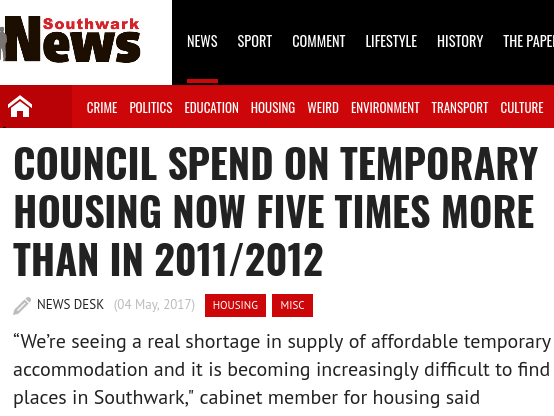 Southwark
News
NEWS SPORT COMMENT LIFESTYLE HISTORY THE PAPE
CRIME POLITICS EDUCATION HOUSING WEIRD ENVIRONMENT TRANSPORT CULTURE
COUNCIL SPEND ON TEMPORARY
HOUSING NOW FIVE TIMES MORE
THAN IN 2011/2012
NEWS DESK (04 May, 2017) HOUSING MISC
“We’re seeing a real shortage in supply of affordable temporary
accommodation and it is becoming increasingly difficult to find
places in Southwark," cabinet member for housing said